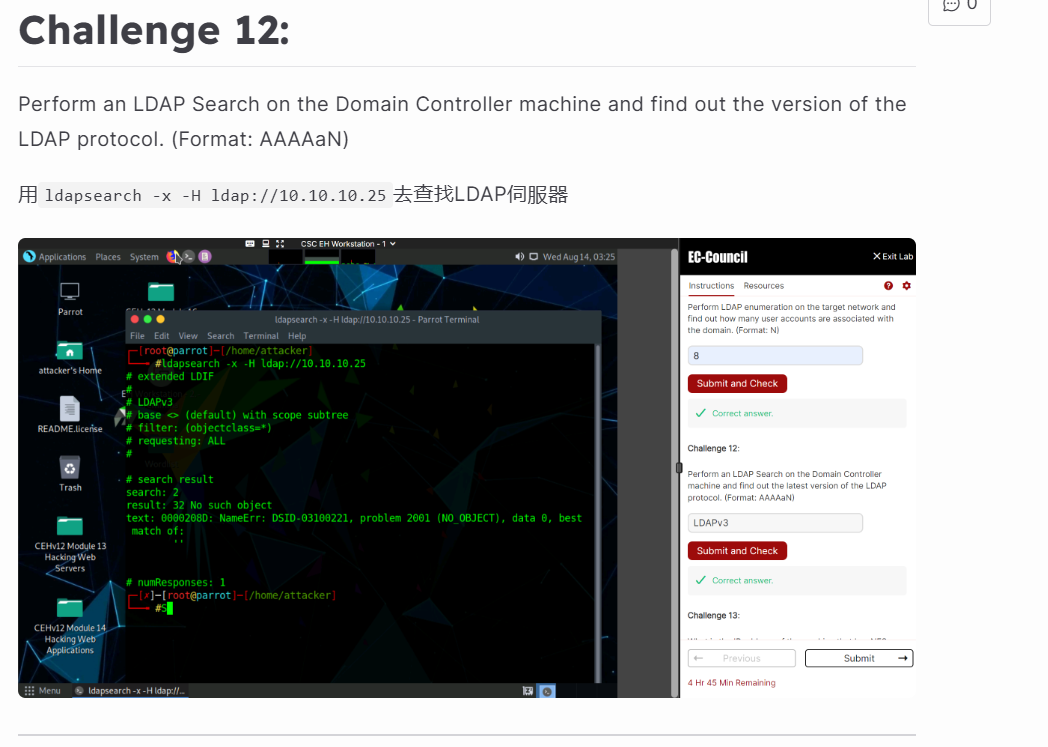 0
Challenge 12:
Perform an LDAP Search on the Domain Controller machine and find out the version of the
LDAP protocol. (Format: AAAAaN)
用 ldapsearch -x -H ldap://10.10.10.25 去查找LDAP伺服器
CSC EH Workstation - 1
Applications Places System
Wed Aug 14, 03:25
Parrot
attacker's Home
README.license
Trash
CEHv12 Module 13
Hacking Web
Servers
CEHv12 Module 14
Hacking Web
Applications
ldapsearch -x -H ldap://10.10.10.25 - Parrot Terminal
File Edit View Search Terminal Help
┌─[root@parrot]─[/home/attacker]
└──╼ #ldapsearch -x -H ldap://10.10.10.25
# extended LDIF
#
# LDAPv3
# base <> (default) with scope subtree
# filter: (objectclass=*)
# requesting: ALL
#
# search result
search: 2
result: 32 No such object
text: 0000208D: NameErr: DSID-03100221, problem 2001 (NO_OBJECT), data 0, best
match of:
''
# numResponses: 1
┌─[x]─[root@parrot]─[/home/attacker]
└──╼ #S
Menu ldapsearch -x -H ldap://...
EC-Council
Exit Lab
Instructions Resources
Perform LDAP enumeration on the target network and
find out how many user accounts are associated with
the domain. (Format: N)
8
Submit and Check
Correct answer.
Challenge 12:
Perform an LDAP Search on the Domain Controller
machine and find out the latest version of the LDAP
protocol. (Format: AAAAaN)
LDAPv3
Submit and Check
Correct answer.
Challenge 13:
← Previous Submit →
4 Hr 45 Min Remaining